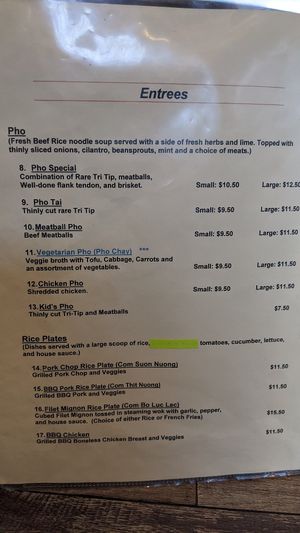 Entrees
Pho
(Fresh Beef Rice noodle soup served with a side of fresh herbs and lime. Topped with
thinly sliced onions, cilantro, beansprouts, mint and a choice of meats.)
8. Pho Special
Combination of Rare Tri Tip, meatballs,
Well-done flank tendon, and brisket. Small: $10.50 Large: $12.50
9. Pho Tai
Thinly cut rare Tri Tip Small: $9.50 Large: $11.50
10. Meatball Pho
Beef Meatballs Small: $9.50 Large: $11.50
11. Vegetarian Pho (Pho Chay) ***
Veggie broth with Tofu, Cabbage, Carrots and
an assortment of vegetables. Small: $9.50 Large: $11.50
12. Chicken Pho
Shredded chicken. Small: $9.50 Large: $11.50
13. Kid's Pho
Thinly cut Tri-Tip and Meatballs $7.50
Rice Plates
(Dishes served with a large scoop of rice, tomatoes, cucumber, lettuce,
and house sauce.)
14. Pork Chop Rice Plate (Com Suon Nuong) $11.50
Grilled Pork Chop and Veggies
15. BBQ Pork Rice Plate (Com Thit Nuong) $11.50
Grilled BBQ Pork and Veggies
16. Filet Mignon Rice Plate (Com Bo Luc Lac)
Cubed Filet Mignon tossed in steaming wok with garlic, pepper, $15.50
and house sauce. (Choice of either Rice or French Fries)
17. BBQ Chicken $11.50
Grilled BBQ Boneless Chicken Breast and Veggies